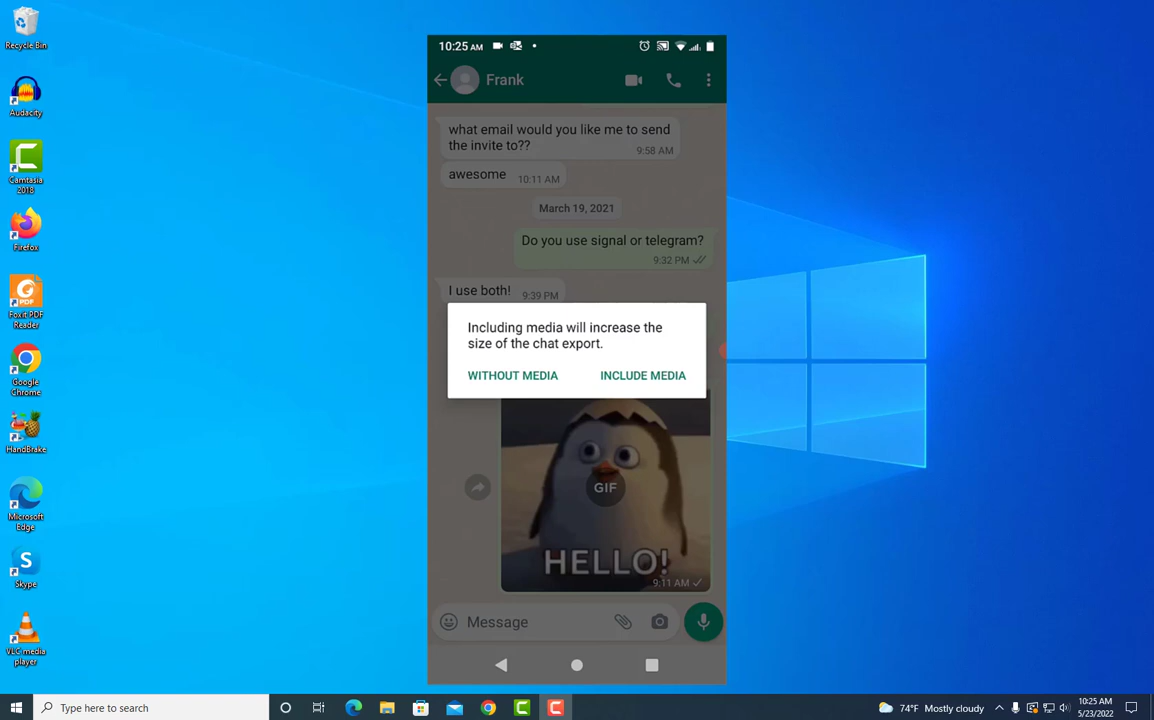 Recycle Bin
Audacity
Camtasia
2018
Firefox
Foxit PDF
Reader
Google
Chrome
HandBrake
Microsoft
Edge
S
Skype
VLC media
player
10:25 AM
Frank
what email would you like me to send
the invite to??
9:58 AM
awesome 10:11 AM
March 19, 2021
Do you use signal or telegram?
9:32 PM
I use both! 9:39 PM
Including media will increase the
size of the chat export.
WITHOUT MEDIA INCLUDE MEDIA
GIF
HELLO!
9:11 AM
Message
Type here to search
74°F Mostly cloudy
10:25 AM
5/23/2022